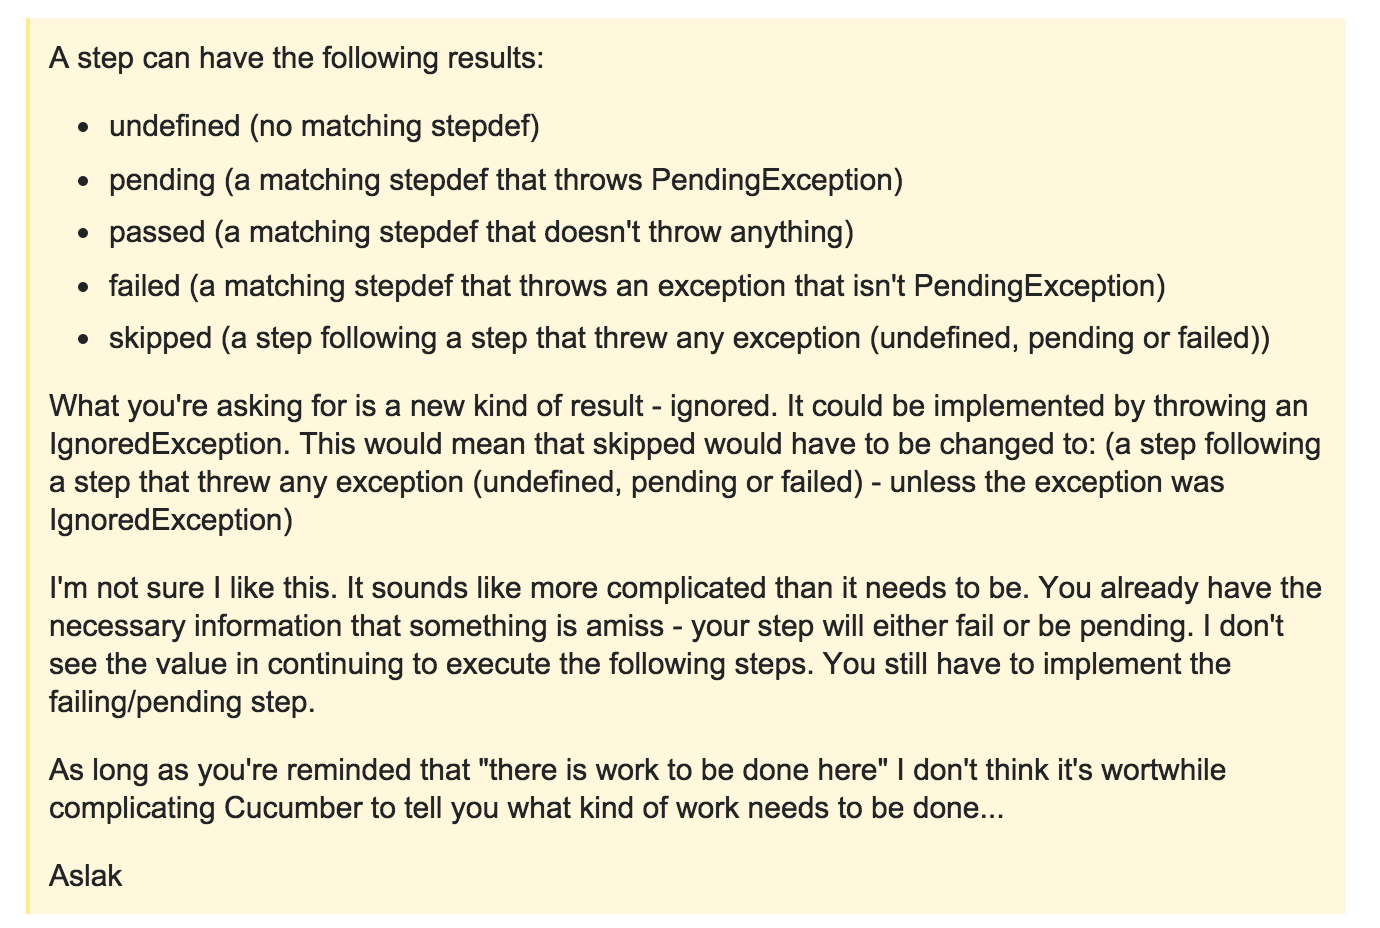 A step can have the following results:
• undefined (no matching stepdef)
• pending (a matching stepdef that throws PendingException)
• passed (a matching stepdef that doesn't throw anything)
• failed (a matching stepdef that throws an exception that isn't PendingException)
• skipped (a step following a step that threw any exception (undefined, pending or failed))
What you're asking for is a new kind of result - ignored. It could be implemented by throwing an
IgnoredException. This would mean that skipped would have to be changed to: (a step following
a step that threw any exception (undefined, pending or failed) - unless the exception was
IgnoredException)
I'm not sure I like this. It sounds like more complicated than it needs to be. You already have the
necessary information that something is amiss - your step will either fail or be pending. I don't
see the value in continuing to execute the following steps. You still have to implement the
failing/pending step.
As long as you're reminded that "there is work to be done here" I don't think it's wortwhile
complicating Cucumber to tell you what kind of work needs to be done...
Aslak